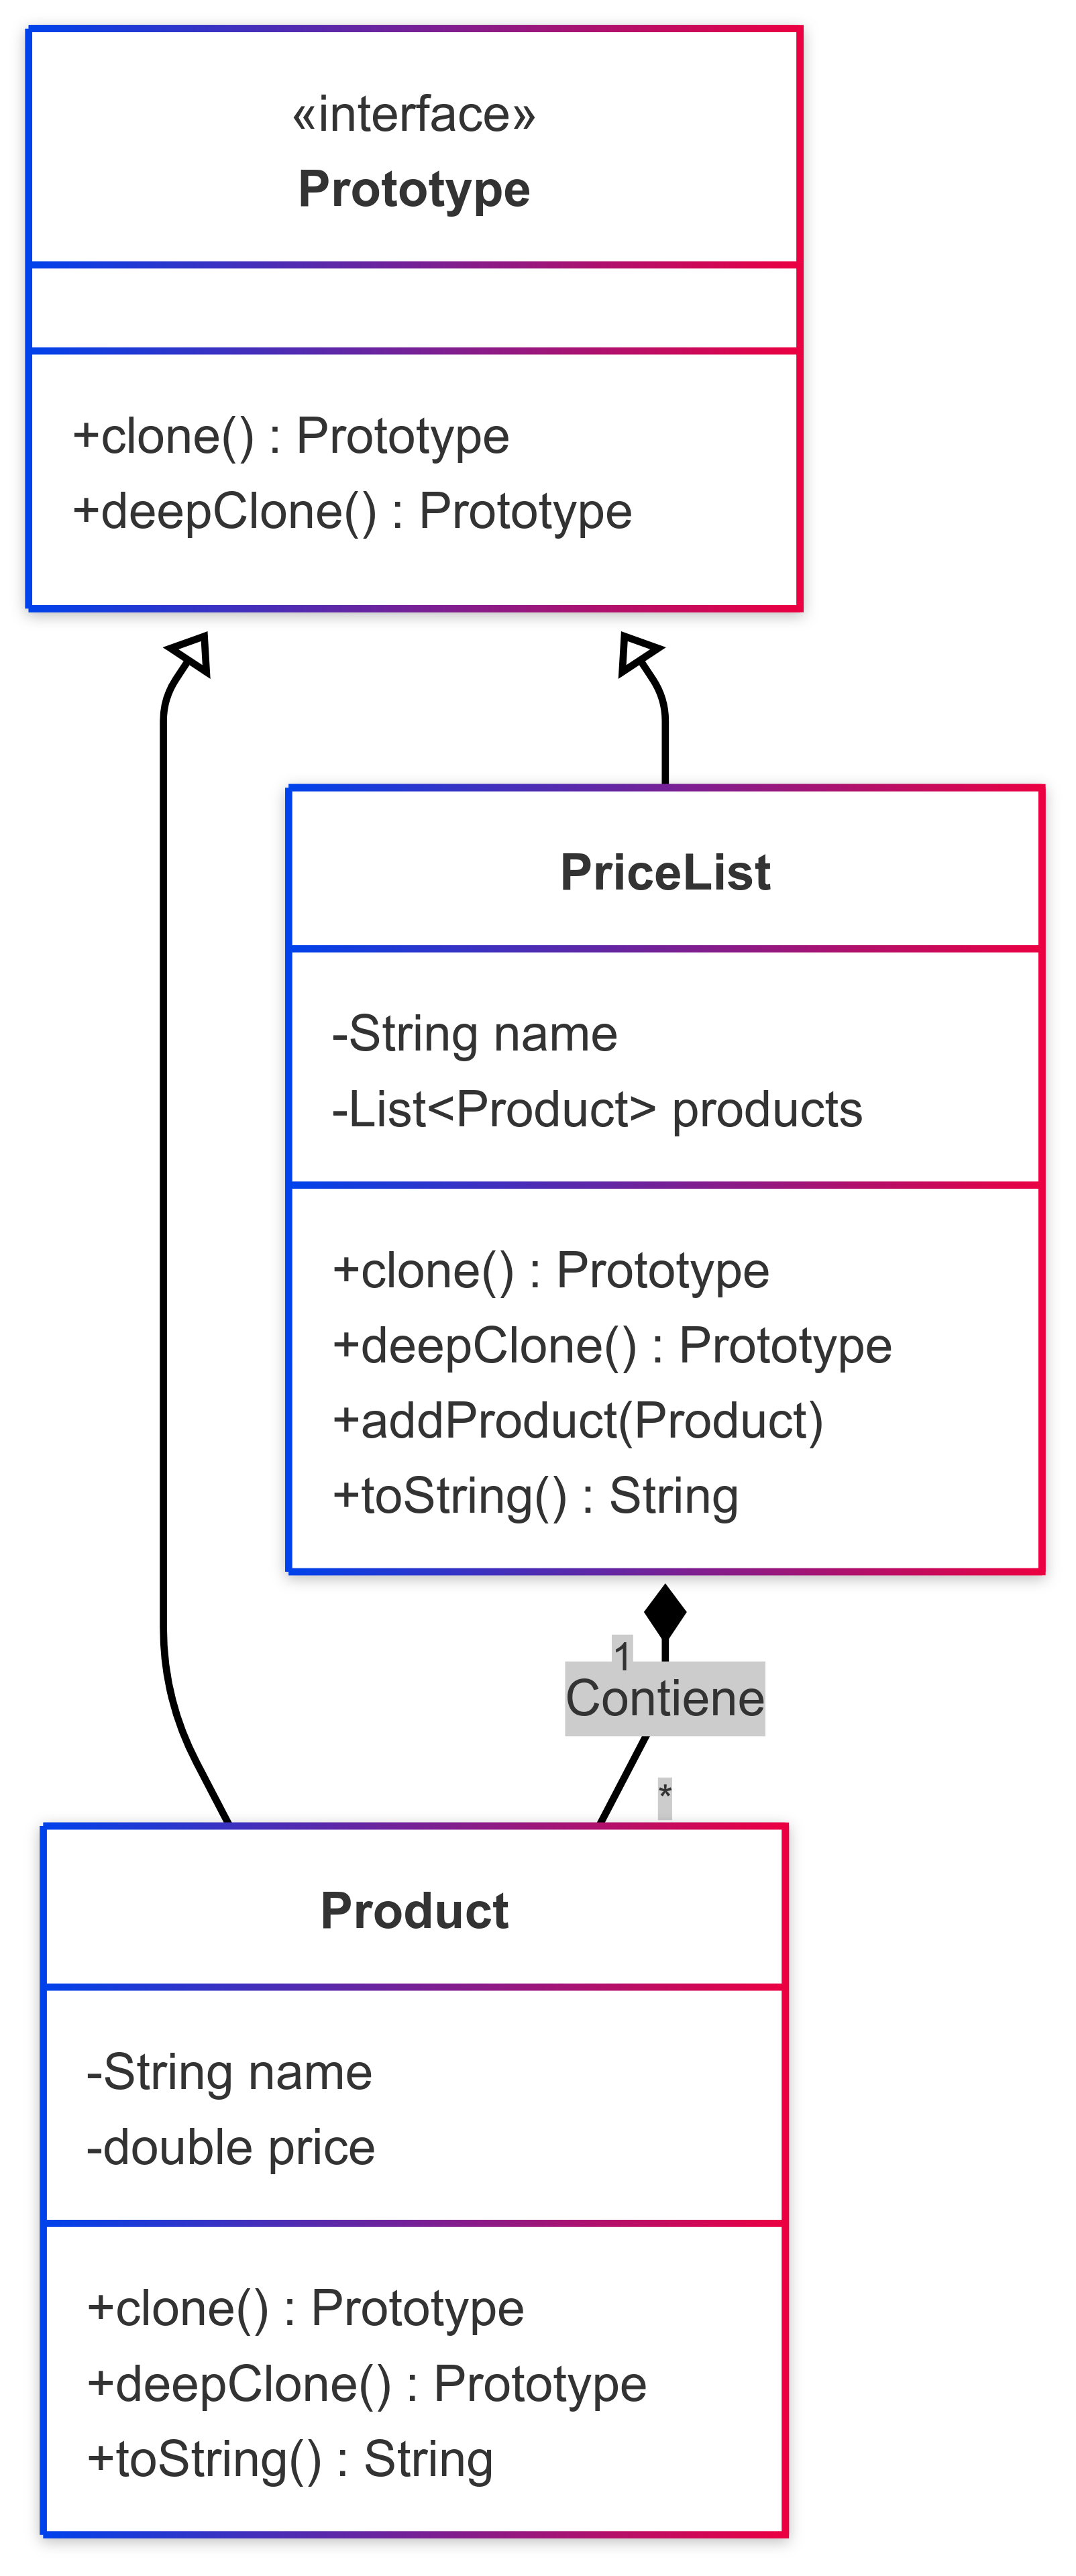 «interface»
Prototype
+clone() : Prototype
+deepClone() : Prototype
PriceList
-String name
-List<Product> products
+clone() : Prototype
+deepClone() : Prototype
+addProduct(Product)
+toString() : String
1
Contiene
*
Product
-String name
-double price
+clone() : Prototype
+deepClone() : Prototype
+toString() : String